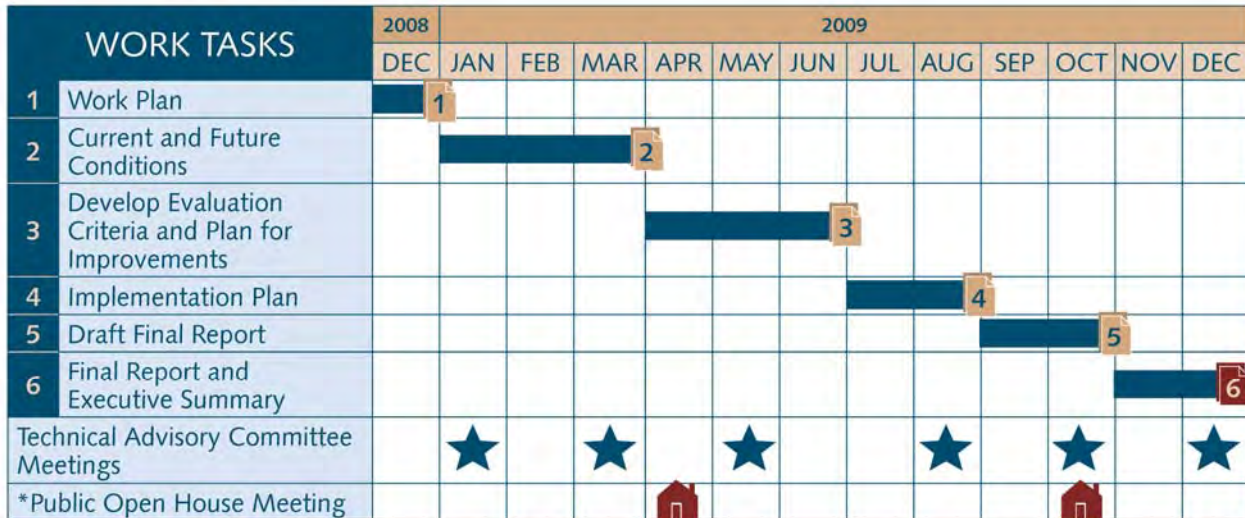 WORK TASKS
2008
2009
DEC
JAN
FEB
MAR
APR
MAY
JUN
JUL
AUG
SEP
OCT
NOV
DEC
1
Work Plan
1
2
Current and Future
Conditions
2
3
Develop Evaluation
Criteria and Plan for
Improvements
3
4
Implementation Plan
4
5
Draft Final Report
5
6
Final Report and
Executive Summary
6
Technical Advisory Committee
Meetings
*Public Open House Meeting